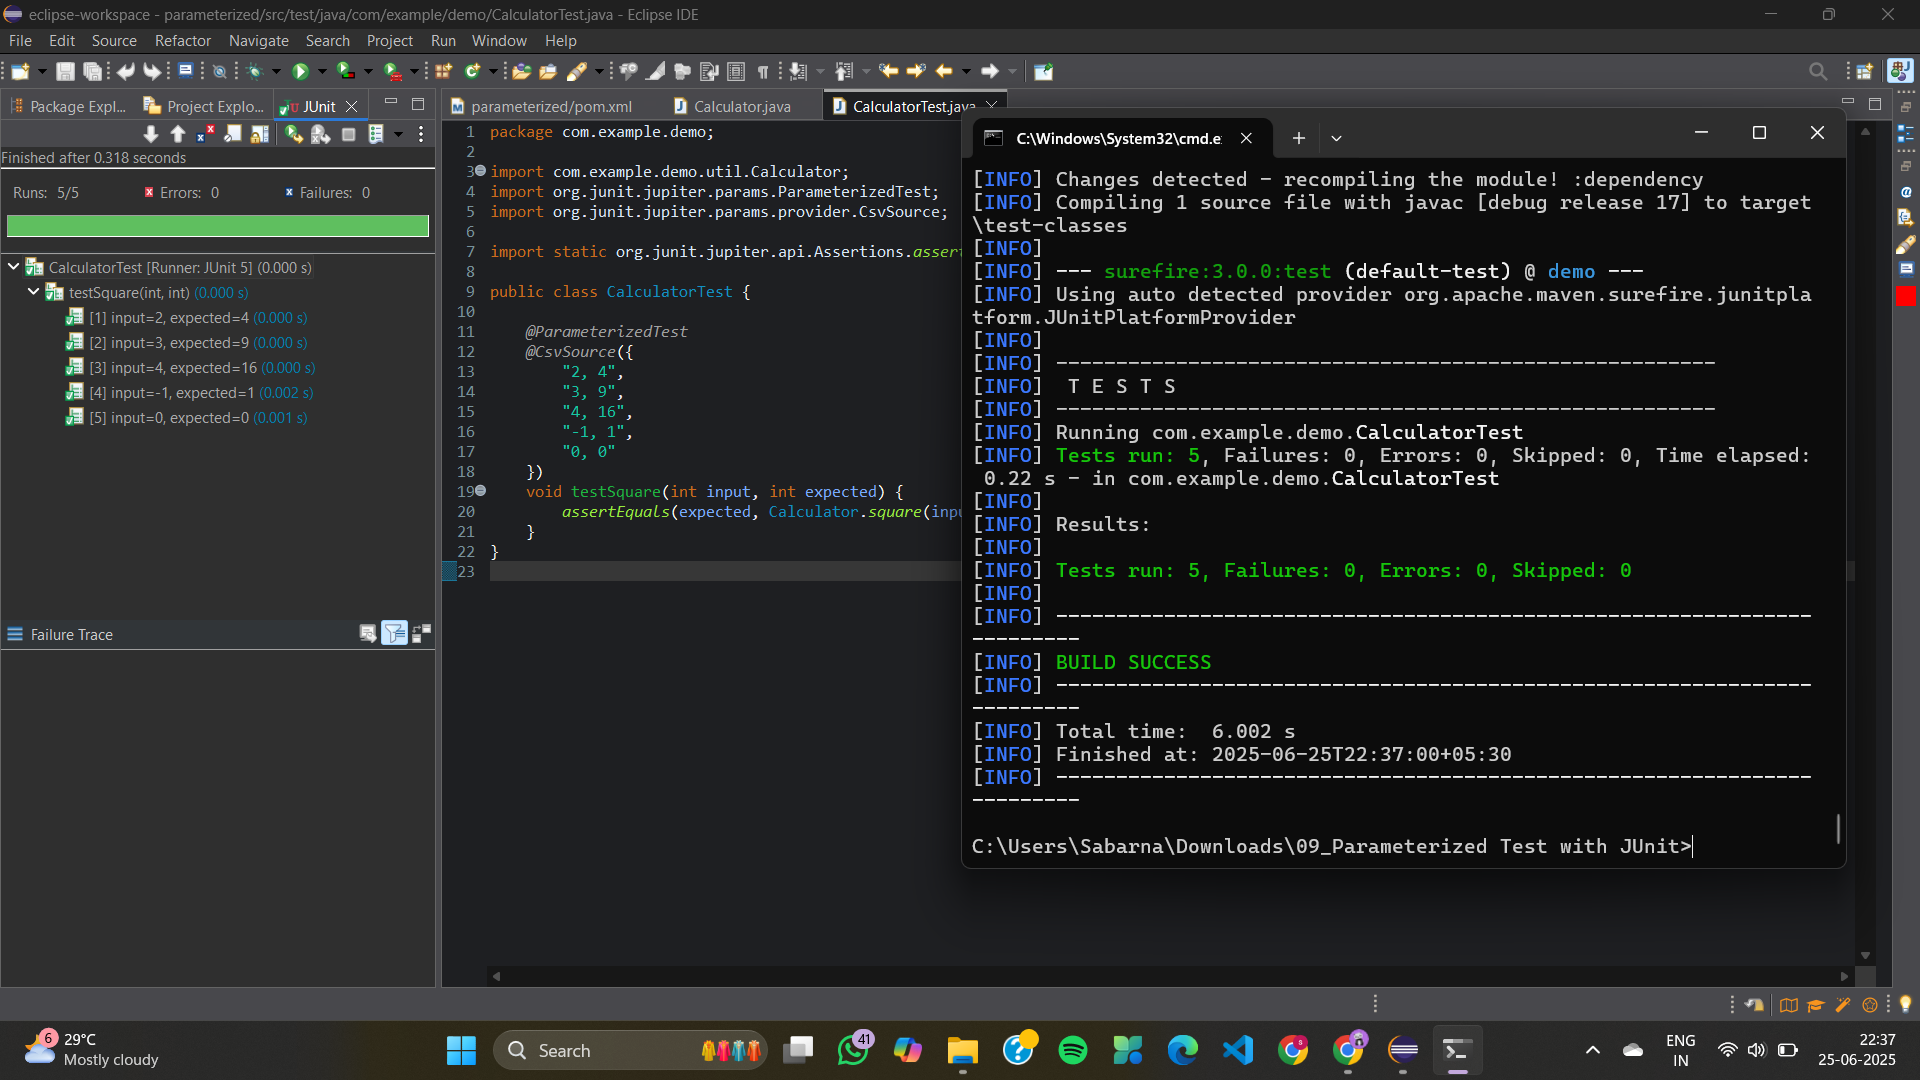 eclipse-workspace - parameterized/src/test/java/com/example/demo/CalculatorTest.java - Eclipse IDE
File Edit Source Refactor Navigate Search Project Run Window Help
Package Expl... Project Explo... JUnit
Finished after 0.318 seconds
Runs: 5/5 Errors: 0 Failures: 0
CalculatorTest [Runner: JUnit 5] (0.000 s)
testSquare(int, int) (0.000 s)
[1] input=2, expected=4 (0.000 s)
[2] input=3, expected=9 (0.000 s)
[3] input=4, expected=16 (0.000 s)
[4] input=-1, expected=1 (0.002 s)
[5] input=0, expected=0 (0.001 s)
Failure Trace
parameterized/pom.xml Calculator.java CalculatorTest.java
1 package com.example.demo;
2
3 import com.example.demo.util.Calculator;
4 import org.junit.jupiter.params.ParameterizedTest;
5 import org.junit.jupiter.params.provider.CsvSource;
6
7 import static org.junit.jupiter.api.Assertions.assert
8
9 public class CalculatorTest {
10
11 @ParameterizedTest
12 @CsvSource({
13 "2, 4",
14 "3, 9",
15 "4, 16",
16 "-1, 1",
17 "0, 0"
18 })
19 void testSquare(int input, int expected) {
20 assertEquals(expected, Calculator.square(inpu
21 }
22 }
23
C:\Windows\System32\cmd.e
[INFO] Changes detected - recompiling the module! :dependency
[INFO] Compiling 1 source file with javac [debug release 17] to target
\test-classes
[INFO]
[INFO] --- surefire:3.0.0:test (default-test) @ demo ---
[INFO] Using auto detected provider org.apache.maven.surefire.junitpla
tform.JUnitPlatformProvider
[INFO]
[INFO] -------------------------------------------------------
[INFO]  T E S T S
[INFO] -------------------------------------------------------
[INFO] Running com.example.demo.CalculatorTest
[INFO] Tests run: 5, Failures: 0, Errors: 0, Skipped: 0, Time elapsed:
 0.22 s - in com.example.demo.CalculatorTest
[INFO]
[INFO] Results:
[INFO]
[INFO] Tests run: 5, Failures: 0, Errors: 0, Skipped: 0
[INFO]
[INFO] ---------------------------------------------------------------
---------
[INFO] BUILD SUCCESS
[INFO] ---------------------------------------------------------------
---------
[INFO] Total time:  6.002 s
[INFO] Finished at: 2025-06-25T22:37:00+05:30
[INFO] ---------------------------------------------------------------
---------
C:\Users\Sabarna\Downloads\09_Parameterized Test with JUnit>
6
29°C
Mostly cloudy
Search
41
ENG
IN
22:37
25-06-2025